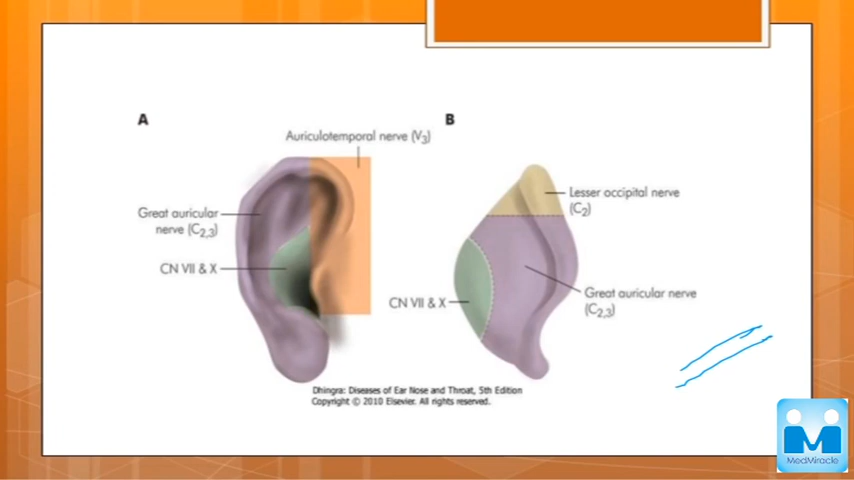 A
B
Auriculotemporal nerve (V3)
Great auricular
nerve (C2,3)
CN VII & X
Lesser occipital nerve
(C2)
CN VII & X
Great auricular nerve
(C2,3)
Dhingra: Diseases of Ear Nose and Throat, 5th Edition
Copyright © 2010 Elsevier. All rights reserved.
MedMiracle